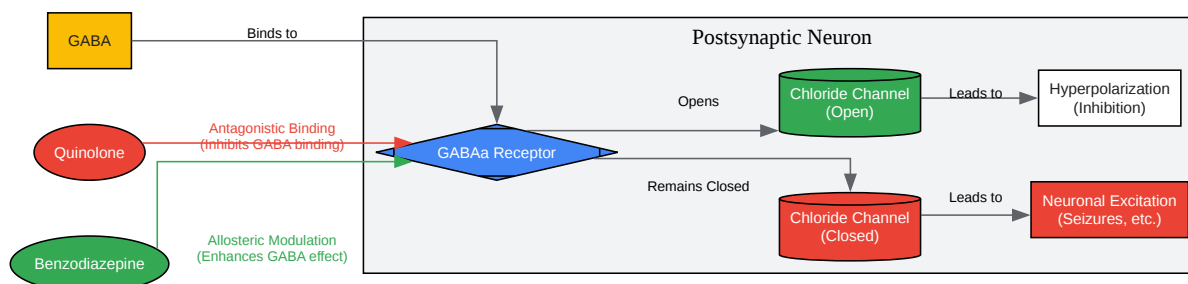 Postsynaptic Neuron
GABA
Binds to
Chloride Channel
(Open)
Leads to
Hyperpolarization
(Inhibition)
Opens
Quinolone
Antagonistic Binding
(Inhibits GABA binding)
GABAa Receptor
Remains Closed
Chloride Channel
(Closed)
Leads to
Neuronal Excitation
(Seizures, etc.)
Benzodiazepine
Allosteric Modulation
(Enhances GABA effect)